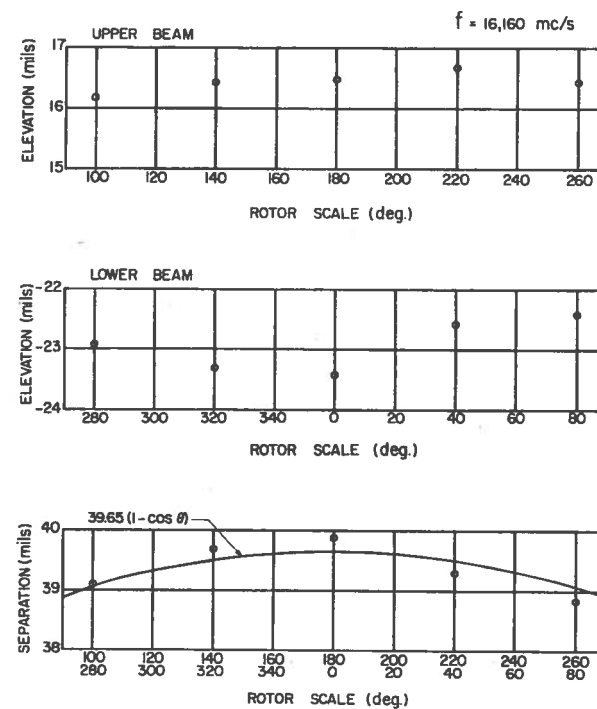 f = 16,160 mc/s
UPPER BEAM
ELEVATION (mils)
17
16
15
100 120 140 160 180 200 220 240 260
ROTOR SCALE (deg.)
LOWER BEAM
ELEVATION (mils)
-22
-23
-24
280 300 320 340 0 20 40 60 80
ROTOR SCALE (deg.)
39.65 (1-cos θ)
SEPARATION (mils)
40
39
38
100 120 140 160 180 200 220 240 260
280 300 320 340 0 20 40 60 80
ROTOR SCALE (deg.)